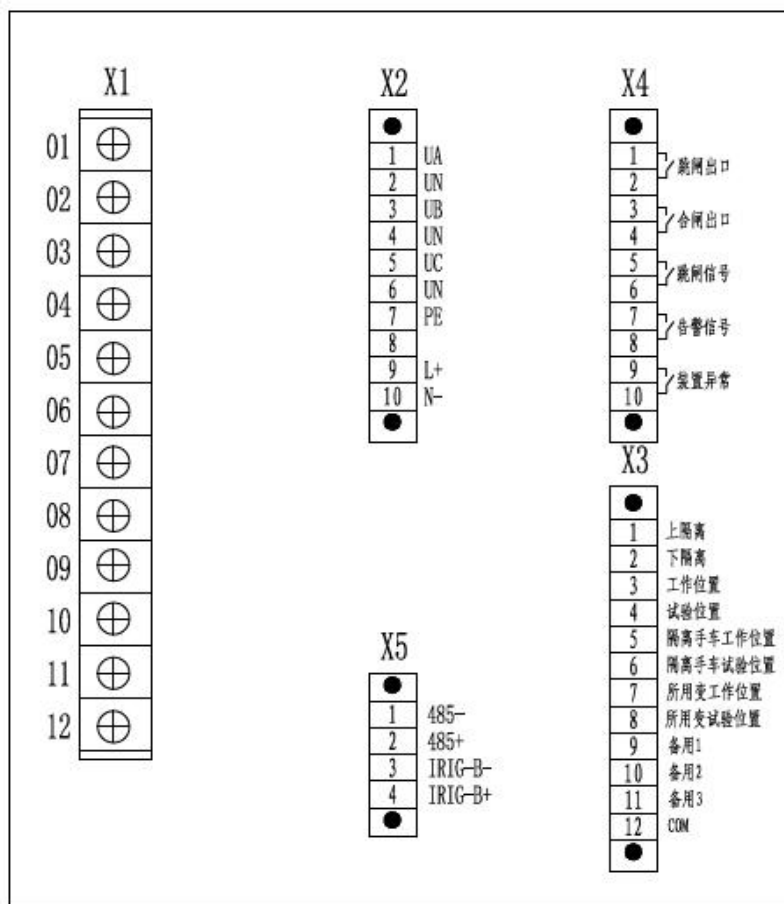 X1
01
02
03
04
05
06
07
08
09
10
11
12
X2
1 UA
2 UN
3 UB
4 UN
5 UC
6 UN
7 PE
8
9 L+
10 N-
X5
1 485-
2 485+
3 IRIG-B-
4 IRIG-B+
X4
1
2
跳闸出口
3
4
合闸出口
5
6
跳闸信号
7
8
告警信号
9
10
装置异常
X3
1 上隔离
2 下隔离
3 工作位置
4 试验位置
5 隔离手车工作位置
6 隔离手车试验位置
7 所用变工作位置
8 所用变试验位置
9 备用1
10 备用2
11 备用3
12 COM